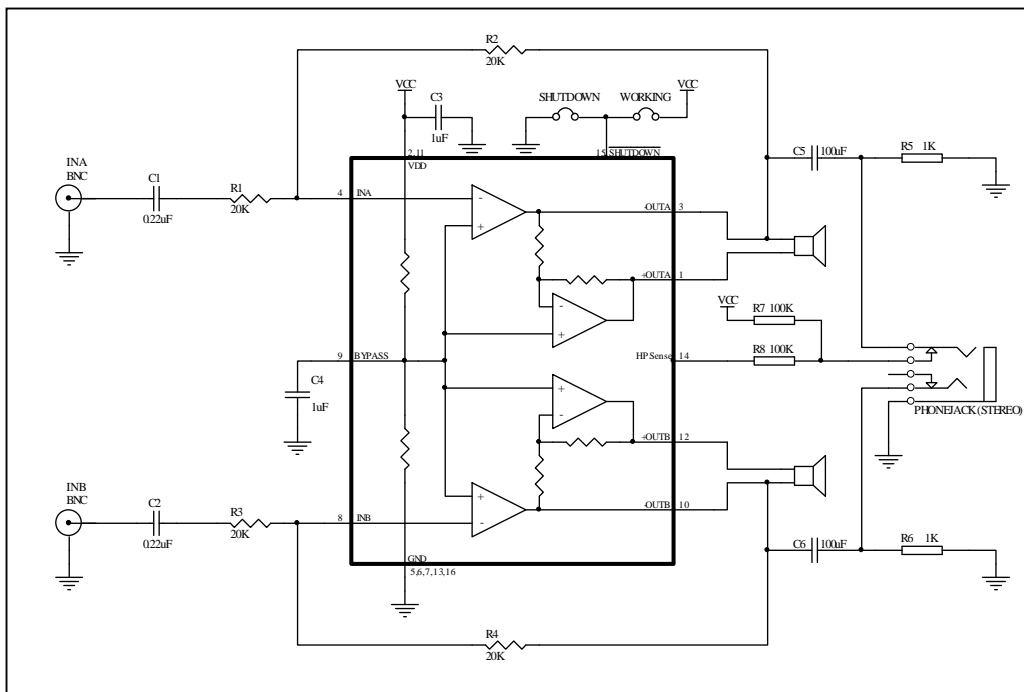 R2
20K
VCC
C3
1uF
SHUTDOWN
WORKING
VCC
2,11
VDD
15
SHUTDOWN
C5
100uF
R5 1K
INA
BNC
C1
0.22uF
R1
20K
4
INA
-
+
-OUTA
3
+OUTA
1
-
+
VCC
R7 100K
R8 100K
HP Sense
14
9
BYPASS
C4
1uF
+
-
PHONEJACK (STEREO)
+OUTB
12
INB
BNC
C2
0.22uF
R3
20K
8
INB
+
-
-OUTB
10
C6
100uF
R6 1K
GND
5,6,7,13,16
R4
20K